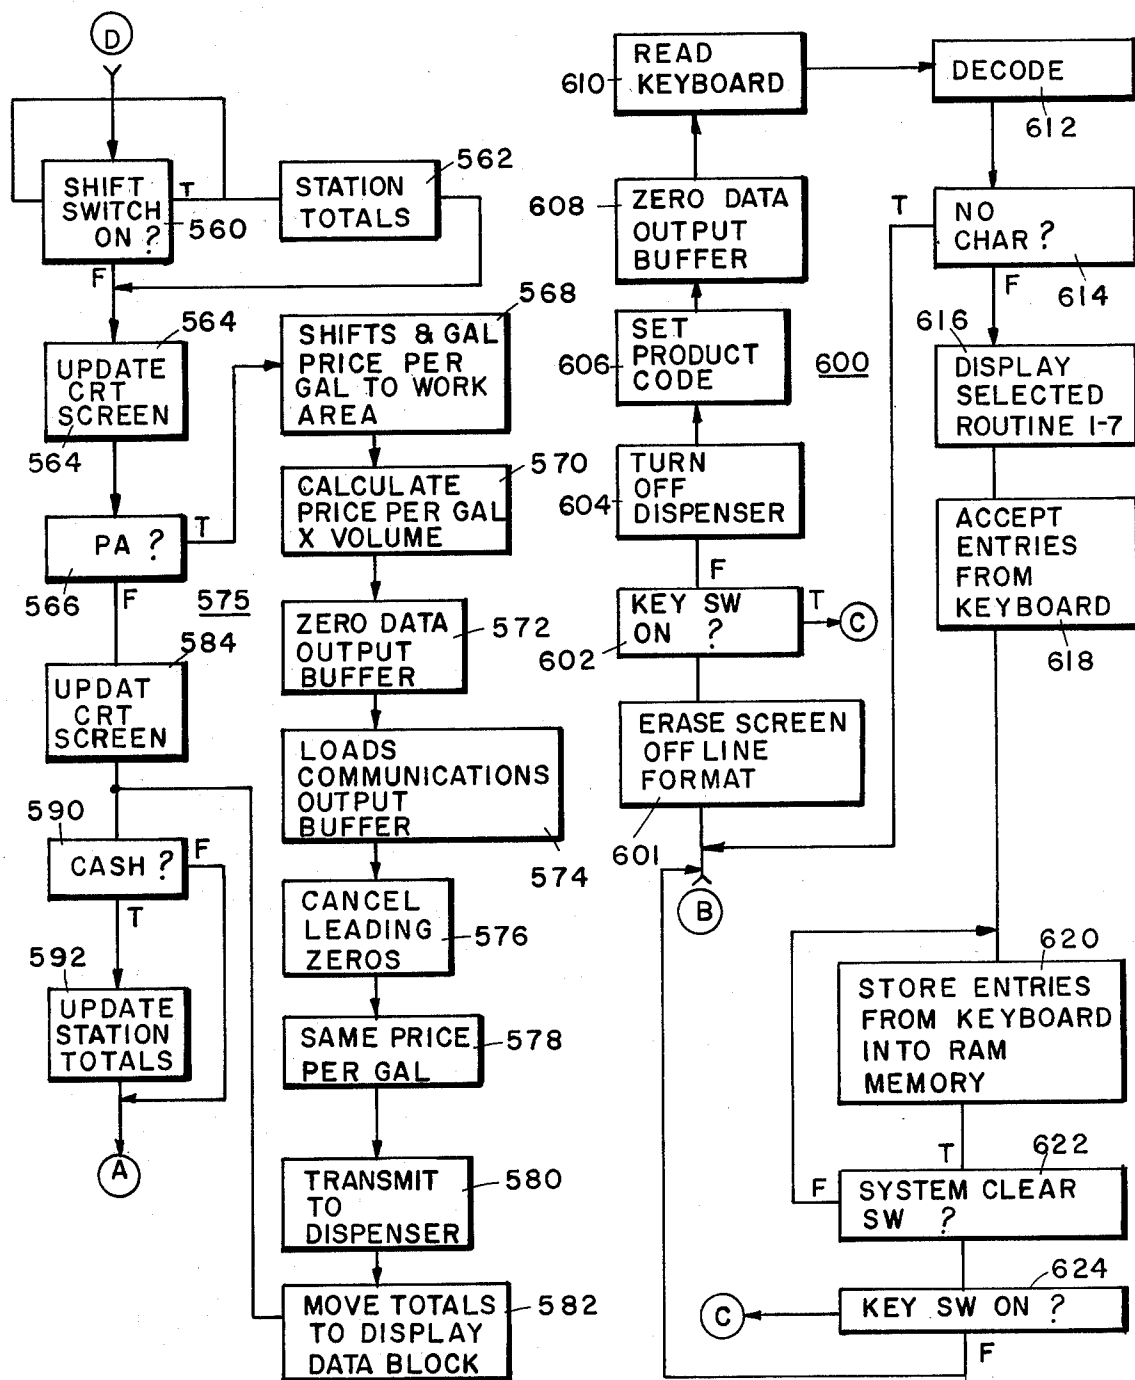 D
SHIFT
SWITCH
ON ?
T
560
F
STATION
TOTALS
562
564
UPDATE
CRT
SCREEN
564
PA ?
T
566
F
575
584
UPDAT
CRT
SCREEN
590
CASH ?
F
T
592
UPDATE
STATION
TOTALS
A
568
SHIFTS & GAL
PRICE PER
GAL TO WORK
AREA
570
CALCULATE
PRICE PER GAL
X VOLUME
ZERO DATA
OUTPUT
BUFFER
572
LOADS
COMMUNICATIONS
OUTPUT
BUFFER
574
CANCEL
LEADING
ZEROS
576
SAME PRICE
PER GAL
578
TRANSMIT
TO
DISPENSER
580
MOVE TOTALS
TO DISPLAY
DATA BLOCK
582
READ
KEYBOARD
610
608
ZERO DATA
OUTPUT
BUFFER
606
SET
PRODUCT
CODE
600
604
TURN
OFF
DISPENSER
F
KEY SW
ON ?
T
C
602
ERASE SCREEN
OFF LINE
FORMAT
601
B
DECODE
612
T
NO
CHAR ?
614
F
616
DISPLAY
SELECTED
ROUTINE 1-7
ACCEPT
ENTRIES
FROM
KEYBOARD
618
620
STORE ENTRIES
FROM KEYBOARD
INTO RAM
MEMORY
T
622
F
SYSTEM CLEAR
SW ?
624
C
KEY SW ON ?
F